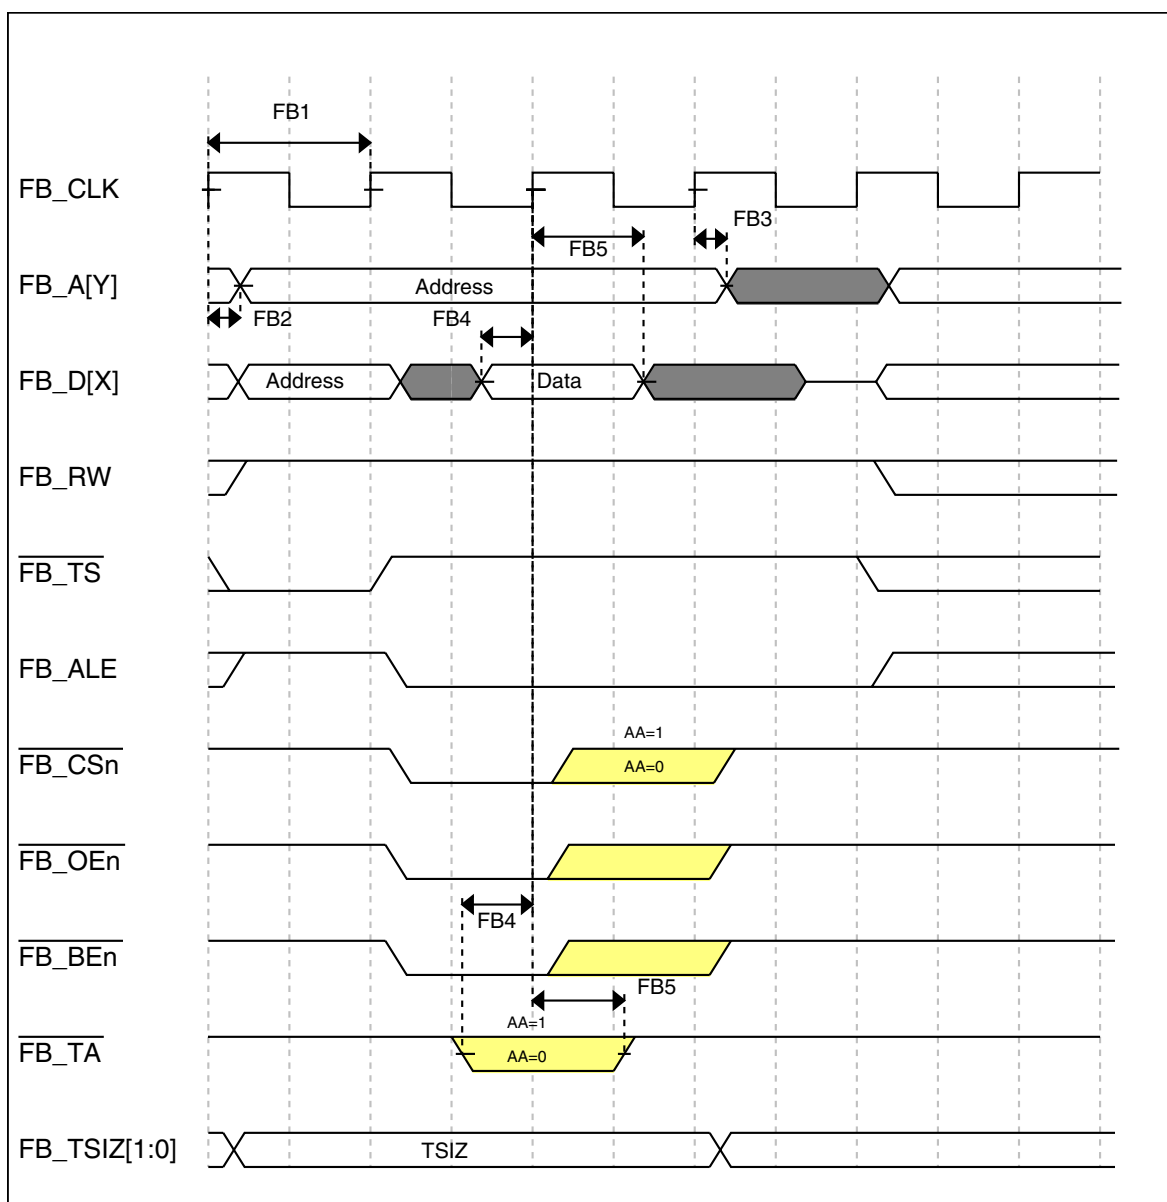 FB1
FB_CLK
FB3
FB5
FB_A[Y]
Address
FB2
FB4
FB_D[X]
Address
Data
FB_RW
FB_TS
FB_ALE
AA=1
FB_CSn
AA=0
FB_OEn
FB4
FB_BEn
FB5
AA=1
FB_TA
AA=0
FB_TSIZ[1:0]
TSIZ